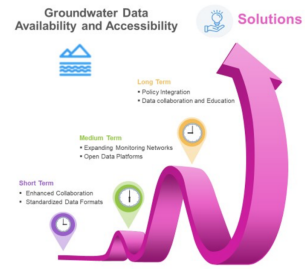 Groundwater Data
Availability and Accessibility
Solutions
Long Term
• Policy Integration
• Data collaboration and Education
Medium Term
• Expanding Monitoring Networks
• Open Data Platforms
Short Term
• Enhanced Collaboration
• Standardized Data Formats